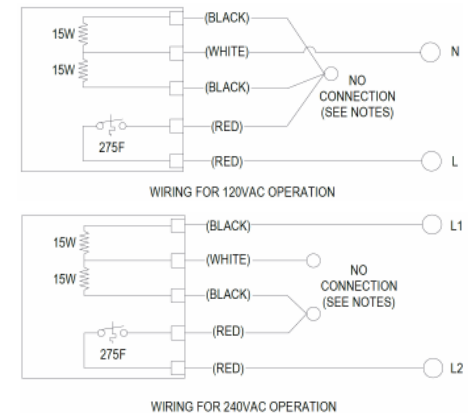 (BLACK)
15W
(WHITE)
N
15W
(BLACK)
NO
CONNECTION
(SEE NOTES)
(RED)
275F
(RED)
L
WIRING FOR 120VAC OPERATION
(BLACK)
L1
15W
(WHITE)
NO
CONNECTION
(SEE NOTES)
15W
(BLACK)
(RED)
275F
(RED)
L2
WIRING FOR 240VAC OPERATION